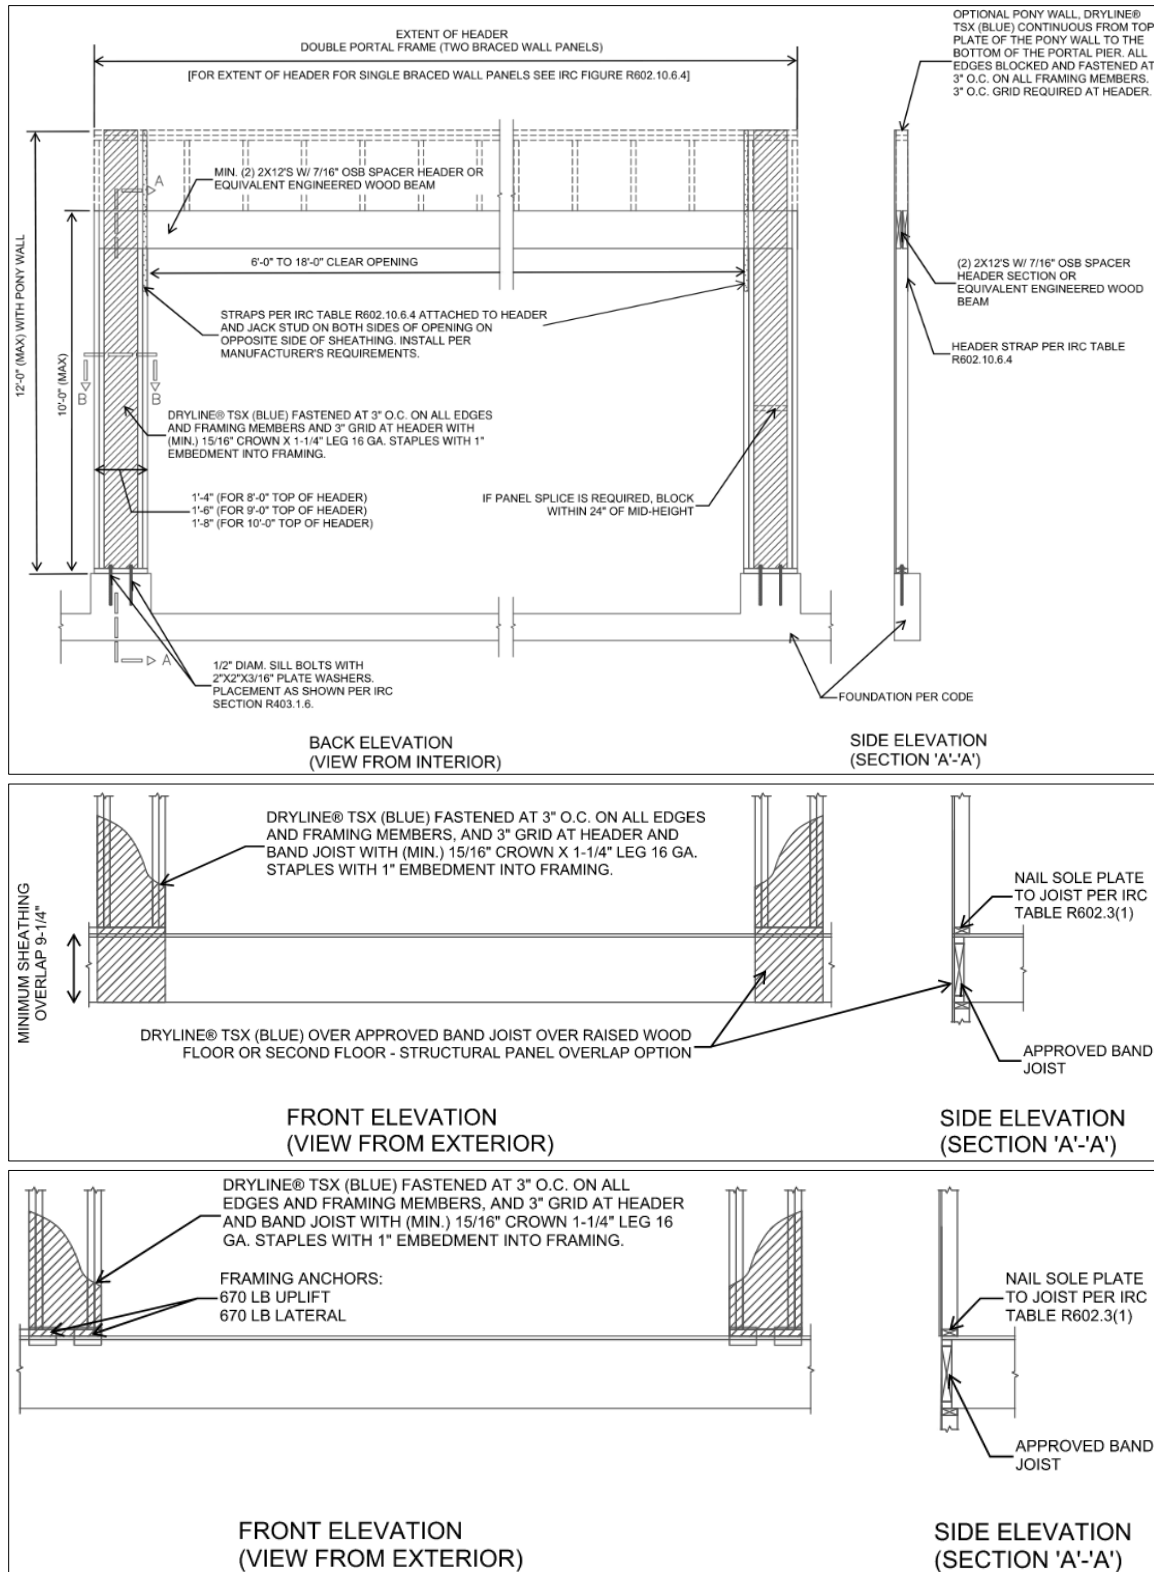 EXTENT OF HEADER
DOUBLE PORTAL FRAME (TWO BRACED WALL PANELS)
[FOR EXTENT OF HEADER FOR SINGLE BRACED WALL PANELS SEE IRC FIGURE R602.10.6.4]
OPTIONAL PONY WALL, DRYLINE®
TSX (BLUE) CONTINUOUS FROM TOP
PLATE OF THE PONY WALL TO THE
BOTTOM OF THE PORTAL PIER. ALL
EDGES BLOCKED AND FASTENED AT
3" O.C. ON ALL FRAMING MEMBERS.
3" O.C. GRID REQUIRED AT HEADER.
A
MIN. (2) 2X12'S W/ 7/16" OSB SPACER HEADER OR
EQUIVALENT ENGINEERED WOOD BEAM
12'-0" (MAX) WITH PONY WALL
10'-0" (MAX)
6'-0" TO 18'-0" CLEAR OPENING
(2) 2X12'S W/ 7/16" OSB SPACER
HEADER SECTION OR
EQUIVALENT ENGINEERED WOOD
BEAM
STRAPS PER IRC TABLE R602.10.6.4 ATTACHED TO HEADER
AND JACK STUD ON BOTH SIDES OF OPENING ON
OPPOSITE SIDE OF SHEATHING. INSTALL PER
MANUFACTURER'S REQUIREMENTS.
HEADER STRAP PER IRC TABLE
R602.10.6.4
B
B
DRYLINE® TSX (BLUE) FASTENED AT 3" O.C. ON ALL EDGES
AND FRAMING MEMBERS AND 3" GRID AT HEADER WITH
(MIN.) 15/16" CROWN X 1-1/4" LEG 16 GA. STAPLES WITH 1"
EMBEDMENT INTO FRAMING.
1'-4" (FOR 8'-0" TOP OF HEADER)
1'-6" (FOR 9'-0" TOP OF HEADER)
1'-8" (FOR 10'-0" TOP OF HEADER)
IF PANEL SPLICE IS REQUIRED, BLOCK
WITHIN 24" OF MID-HEIGHT
A
1/2" DIAM. SILL BOLTS WITH
2"X2"X3/16" PLATE WASHERS.
PLACEMENT AS SHOWN PER IRC
SECTION R403.1.6.
FOUNDATION PER CODE
BACK ELEVATION
(VIEW FROM INTERIOR)
SIDE ELEVATION
(SECTION 'A'-'A')
DRYLINE® TSX (BLUE) FASTENED AT 3" O.C. ON ALL EDGES
AND FRAMING MEMBERS, AND 3" GRID AT HEADER AND
BAND JOIST WITH (MIN.) 15/16" CROWN X 1-1/4" LEG 16 GA.
STAPLES WITH 1" EMBEDMENT INTO FRAMING.
MINIMUM SHEATHING
OVERLAP 9-1/4"
NAIL SOLE PLATE
TO JOIST PER IRC
TABLE R602.3(1)
DRYLINE® TSX (BLUE) OVER APPROVED BAND JOIST OVER RAISED WOOD
FLOOR OR SECOND FLOOR - STRUCTURAL PANEL OVERLAP OPTION
APPROVED BAND
JOIST
FRONT ELEVATION
(VIEW FROM EXTERIOR)
SIDE ELEVATION
(SECTION 'A'-'A')
DRYLINE® TSX (BLUE) FASTENED AT 3" O.C. ON ALL
EDGES AND FRAMING MEMBERS, AND 3" GRID AT HEADER
AND BAND JOIST WITH (MIN.) 15/16" CROWN 1-1/4" LEG 16
GA. STAPLES WITH 1" EMBEDMENT INTO FRAMING.
FRAMING ANCHORS:
670 LB UPLIFT
670 LB LATERAL
NAIL SOLE PLATE
TO JOIST PER IRC
TABLE R602.3(1)
APPROVED BAND
JOIST
FRONT ELEVATION
(VIEW FROM EXTERIOR)
SIDE ELEVATION
(SECTION 'A'-'A')